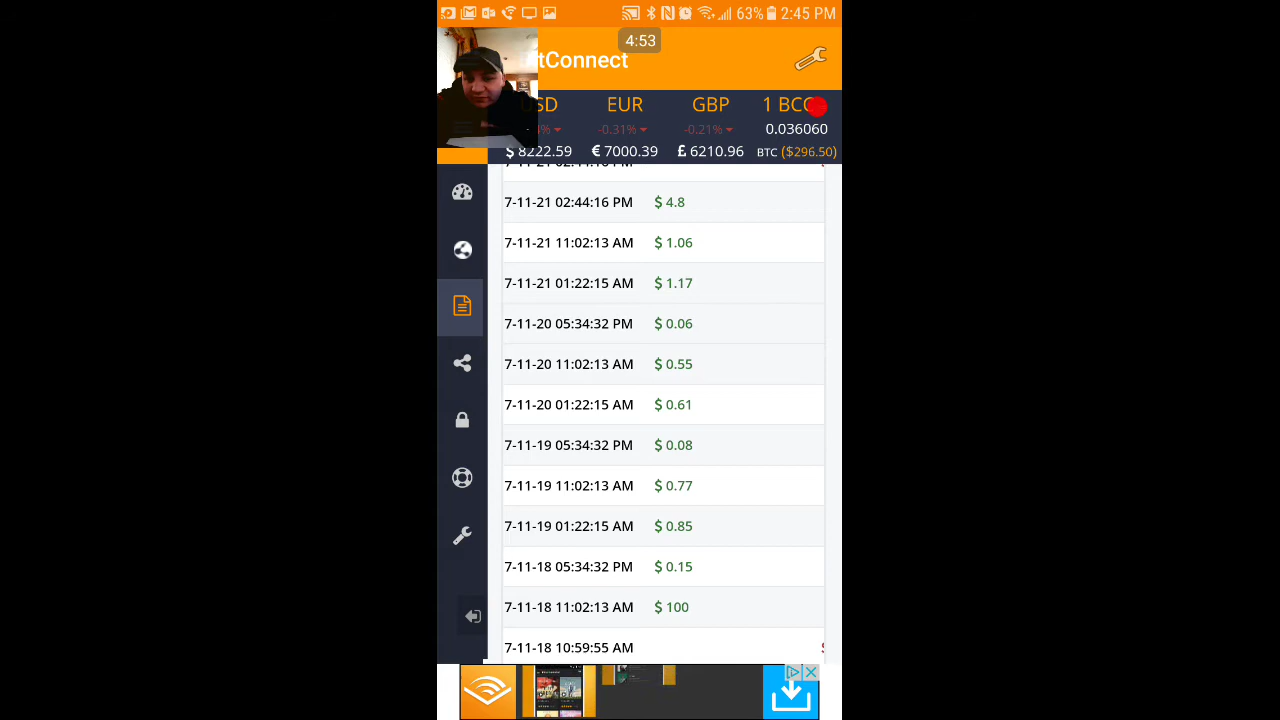 63% 2:45 PM
4:53
tConnect
SD EUR GBP 1 BCC
% -0.31% -0.21% 0.036060
$ 8222.59 € 7000.39 £ 6210.96 BTC ($296.50)
7-11-21 02:44:16 PM $ 4.8
7-11-21 11:02:13 AM $ 1.06
7-11-21 01:22:15 AM $ 1.17
7-11-20 05:34:32 PM $ 0.06
7-11-20 11:02:13 AM $ 0.55
7-11-20 01:22:15 AM $ 0.61
7-11-19 05:34:32 PM $ 0.08
7-11-19 11:02:13 AM $ 0.77
7-11-19 01:22:15 AM $ 0.85
7-11-18 05:34:32 PM $ 0.15
7-11-18 11:02:13 AM $ 100
7-11-18 10:59:55 AM